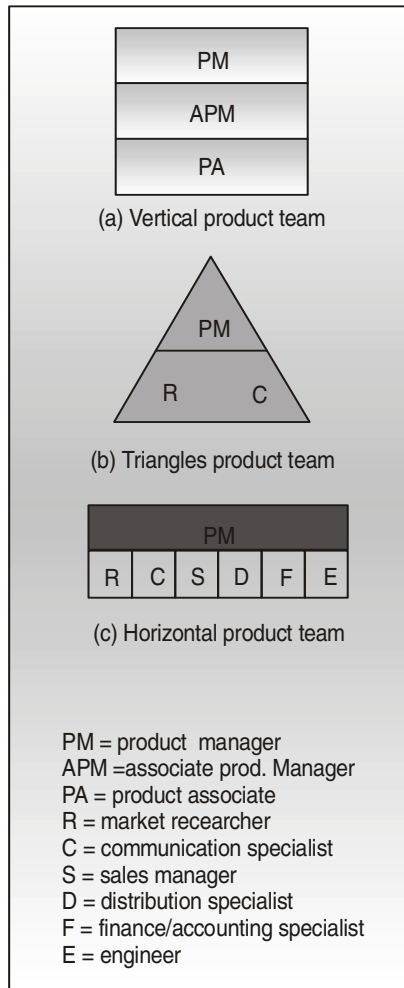 PM
APM
PA
(a) Vertical product team
PM
R C
(b) Triangles product team
PM
R C S D F E
(c) Horizontal product team
PM = product manager
APM =associate prod. Manager
PA = product associate
R = market recearcher
C = communication specialist
S = sales manager
D = distribution specialist
F = finance/accounting specialist
E = engineer